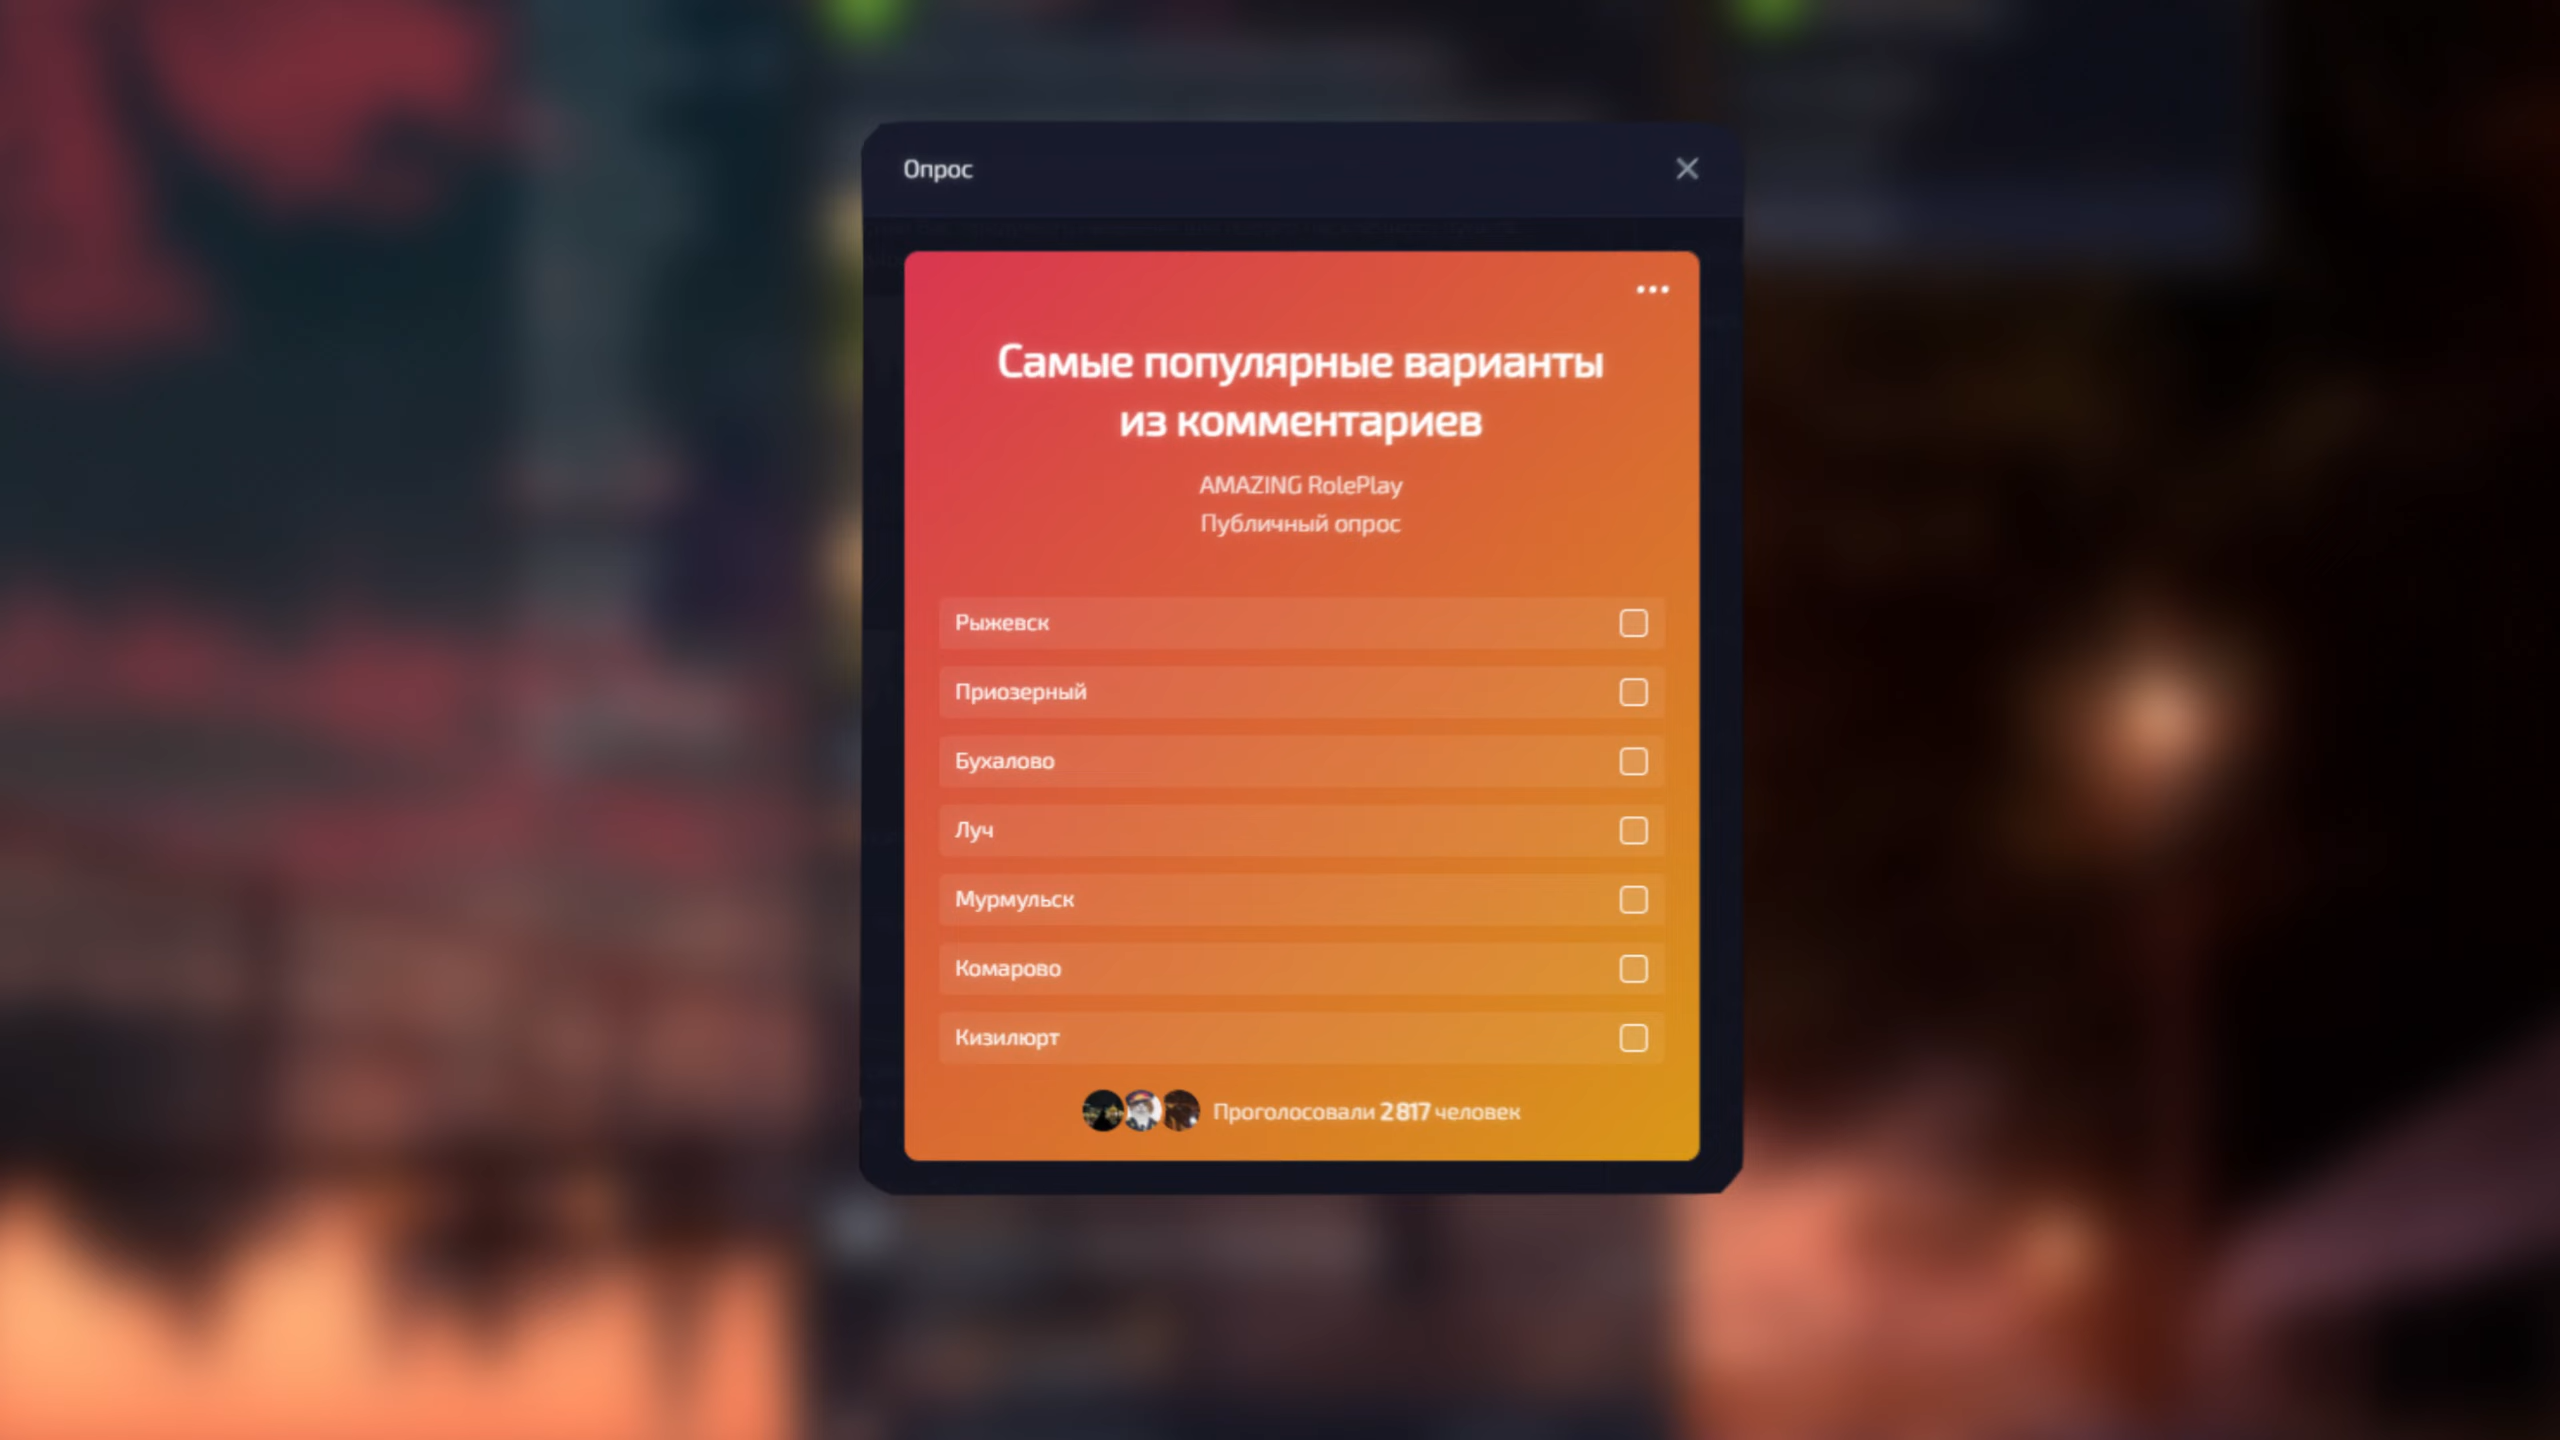 Опрос
Самые популярные варианты
из комментариев
AMAZING RolePlay
Публичный опрос
Рыжевск
Приозерный
Бухалово
Луч
Мурмульск
Комарово
Кизилюрт
Проголосовали 2 817 человек